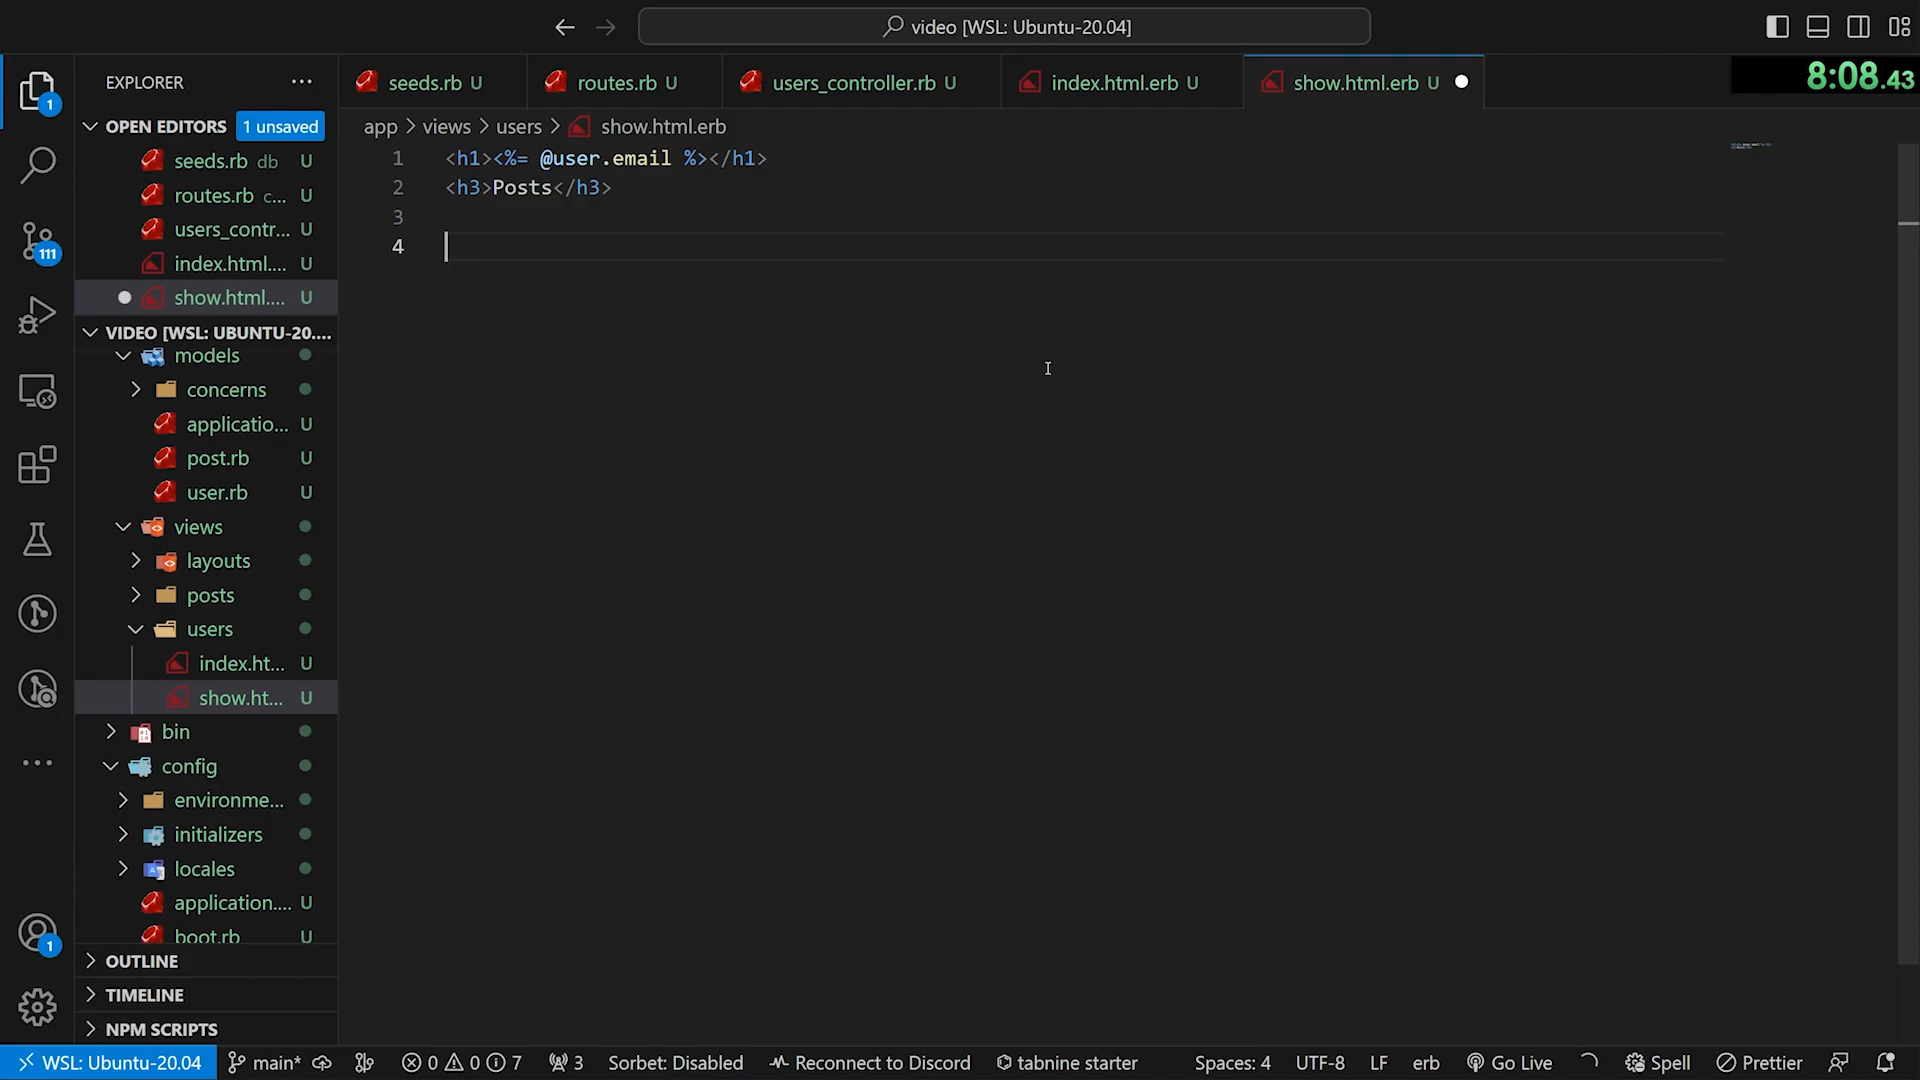 video [WSL: Ubuntu-20.04]
EXPLORER
seeds.rb U
routes.rb U
users_controller.rb U
index.html.erb U
show.html.erb U
8:08.43
1
OPEN EDITORS
1 unsaved
app > views > users > show.html.erb
seeds.rb db U
routes.rb c... U
users_contr... U
index.html.... U
show.html.... U
1 <h1><%= @user.email %></h1>
2 <h3>Posts</h3>
3
4
111
VIDEO [WSL: UBUNTU-20....
models
concerns
applicatio... U
post.rb U
user.rb U
views
layouts
posts
users
index.ht... U
show.ht... U
bin
config
environme...
initializers
locales
application.... U
boot.rb U
1
OUTLINE
TIMELINE
NPM SCRIPTS
WSL: Ubuntu-20.04
main*
0 0 7
3
Sorbet: Disabled
Reconnect to Discord
tabnine starter
Spaces: 4
UTF-8
LF
erb
Go Live
Spell
Prettier